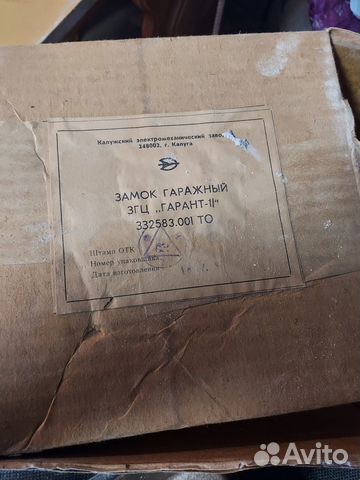 Калужский электромеханический завод
248002, г. Калуга
ЗАМОК ГАРАЖНЫЙ
ЗГЦ „ГАРАНТ-1"
332583.001 ТО
Штамп ОТК
Номер упаковщика
Дата изготовления
Avito